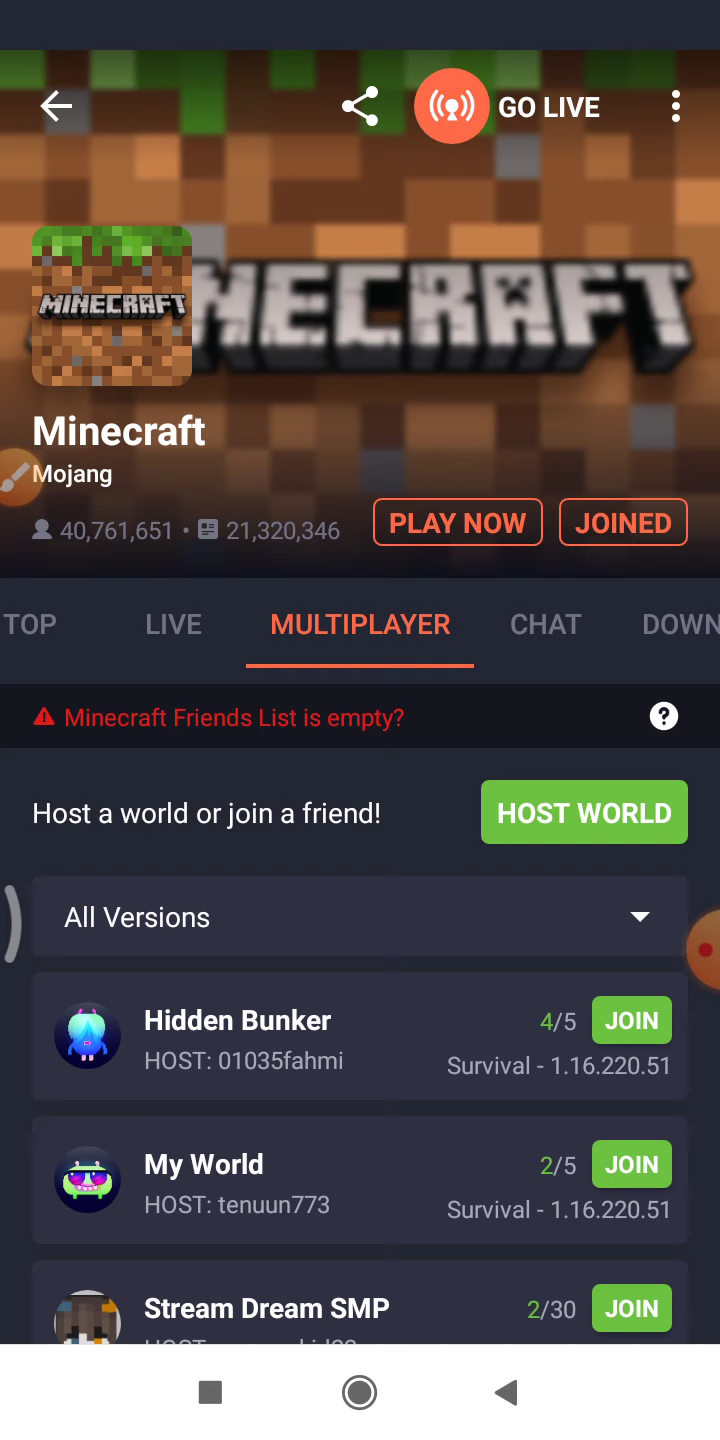 GO LIVE
MINECRAFT
NECRAFT
Minecraft
Mojang
40,761,651 • 21,320,346
PLAY NOW
JOINED
TOP
LIVE
MULTIPLAYER
CHAT
DOWN
Minecraft Friends List is empty?
Host a world or join a friend!
HOST WORLD
All Versions
Hidden Bunker
4/5
JOIN
HOST: 01035fahmi
Survival - 1.16.220.51
My World
2/5
JOIN
HOST: tenuun773
Survival - 1.16.220.51
Stream Dream SMP
2/30
JOIN